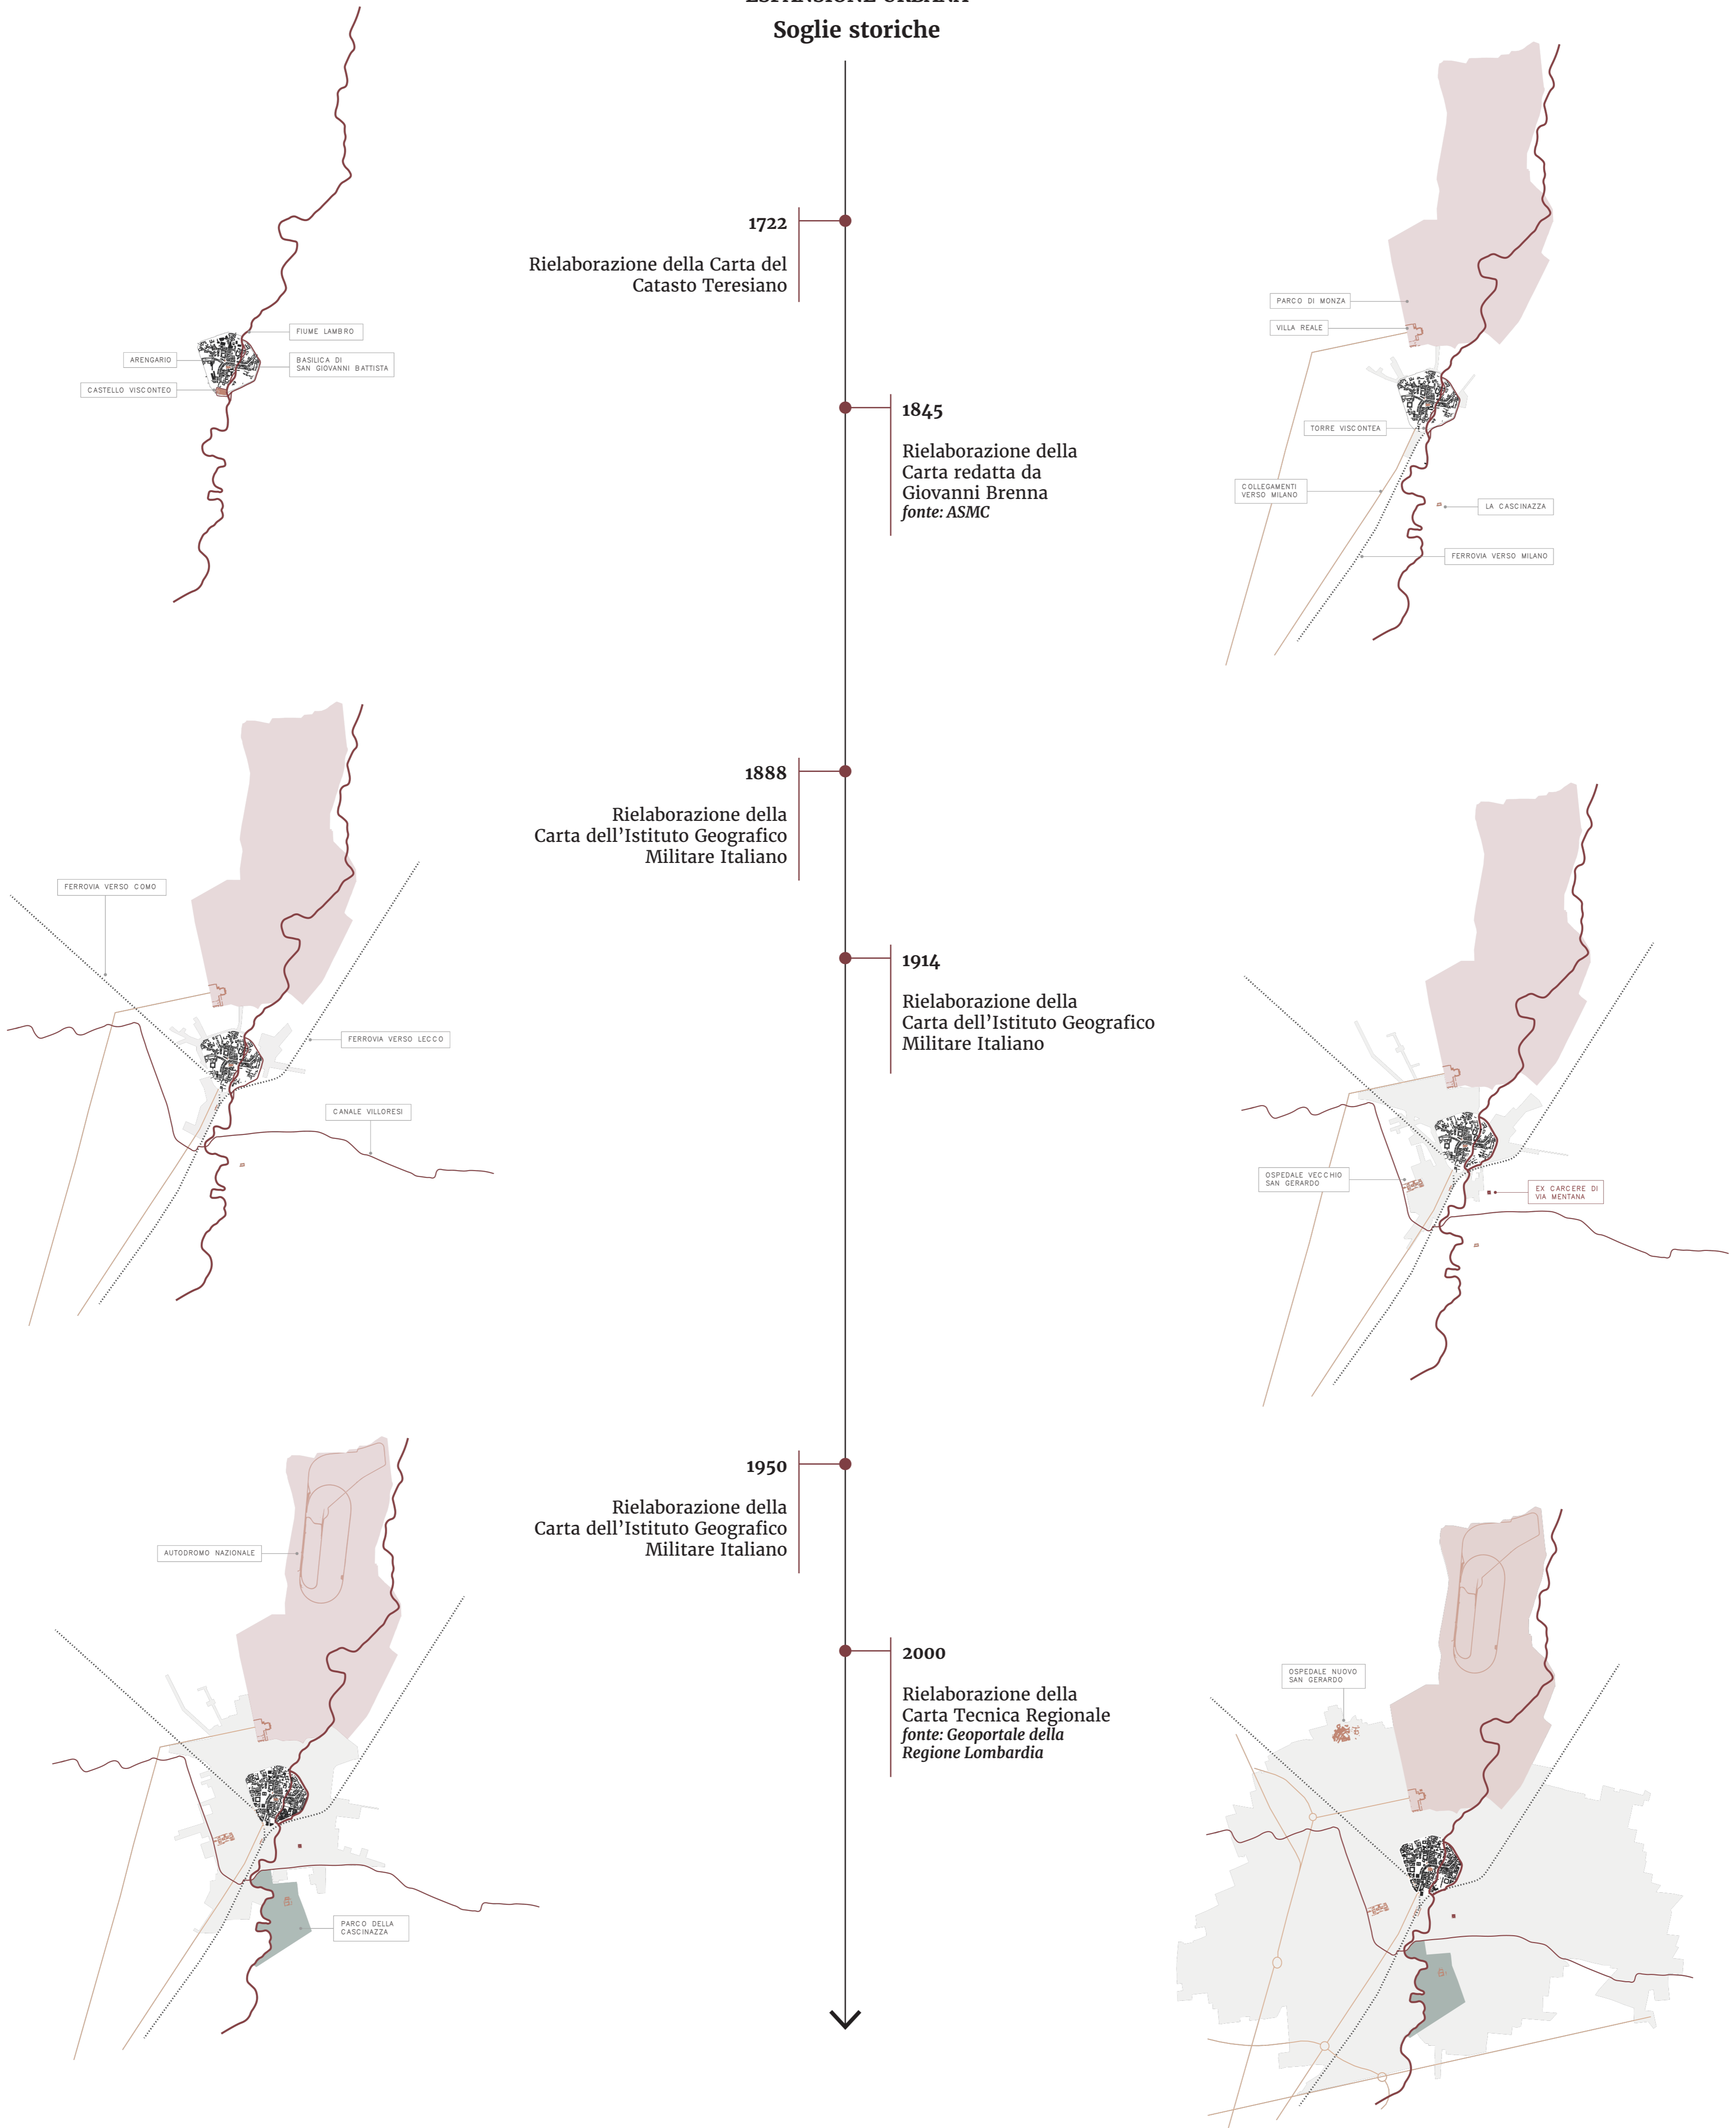 ESPANSIONE URBANA
Soglie storiche
FIUME LAMBRO
ARENGARIO
BASILICA DI
SAN GIOVANNI BATTISTA
CASTELLO VISCONTEO
1722
Rielaborazione della Carta del
Catasto Teresiano
1845
Rielaborazione della
Carta redatta da
Giovanni Brenna
fonte: ASMC
PARCO DI MONZA
VILLA REALE
TORRE VISCONTEA
COLLEGAMENTI
VERSO MILANO
LA CASCINAZZA
FERROVIA VERSO MILANO
FERROVIA VERSO COMO
FERROVIA VERSO LECCO
CANALE VILLORESI
1888
Rielaborazione della
Carta dell’Istituto Geografico
Militare Italiano
1914
Rielaborazione della
Carta dell’Istituto Geografico
Militare Italiano
OSPEDALE VECCHIO
SAN GERARDO
EX CARCERE DI
VIA MENTANA
AUTODROMO NAZIONALE
PARCO DELLA
CASCINAZZA
1950
Rielaborazione della
Carta dell’Istituto Geografico
Militare Italiano
2000
Rielaborazione della
Carta Tecnica Regionale
fonte: Geoportale della
Regione Lombardia
OSPEDALE NUOVO
SAN GERARDO